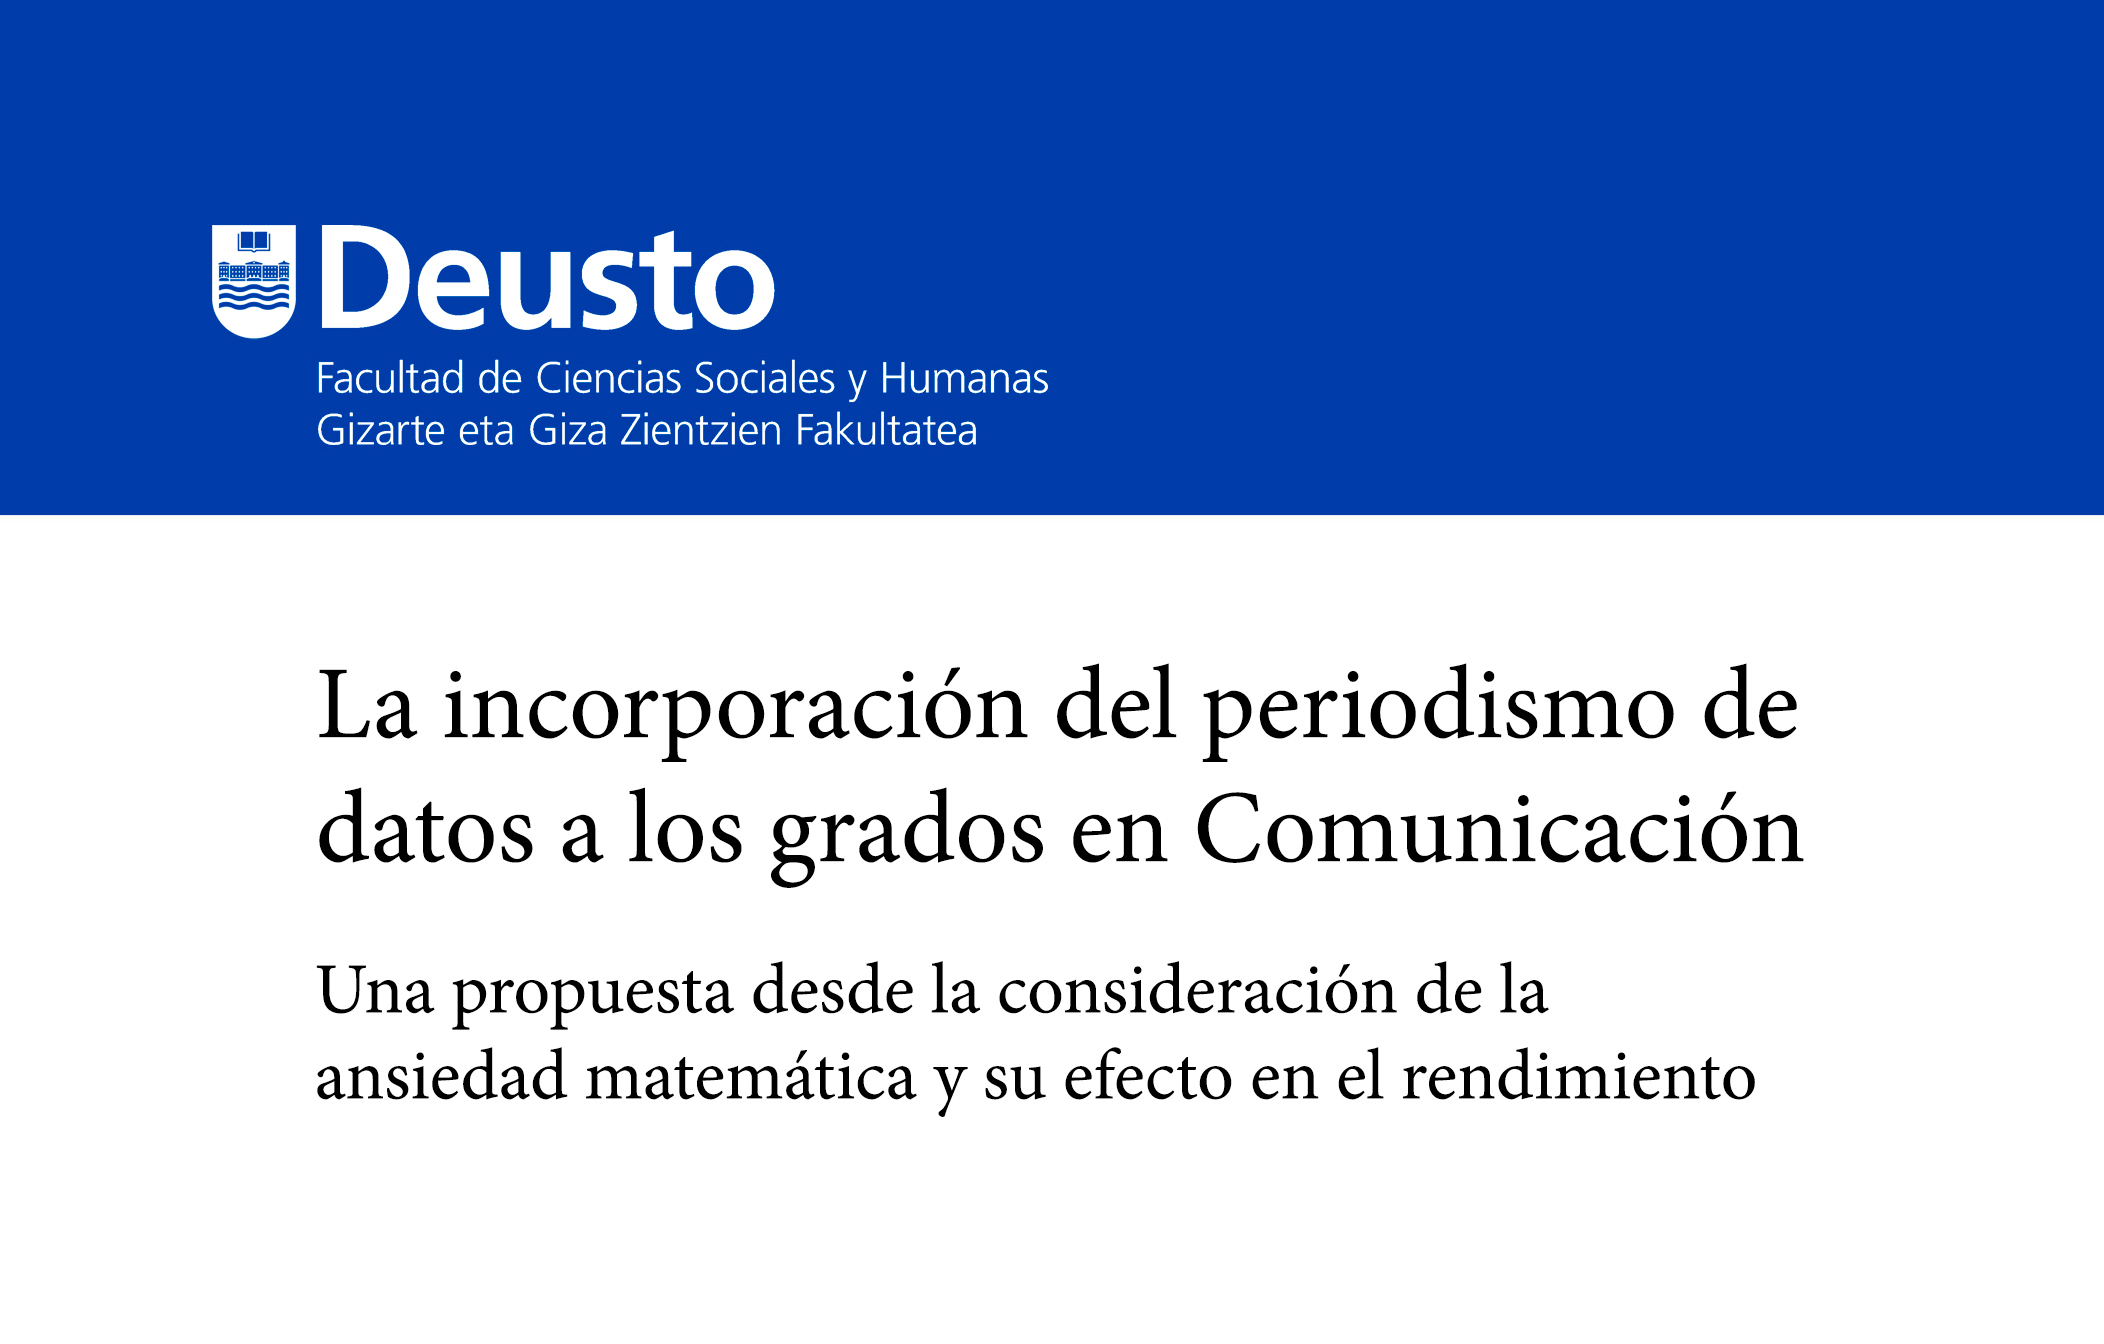 Deusto
Facultad de Ciencias Sociales y Humanas
Gizarte eta Giza Zientzien Fakultatea
La incorporación del periodismo de
datos a los grados en Comunicación
Una propuesta desde la consideración de la
ansiedad matemática y su efecto en el rendimiento